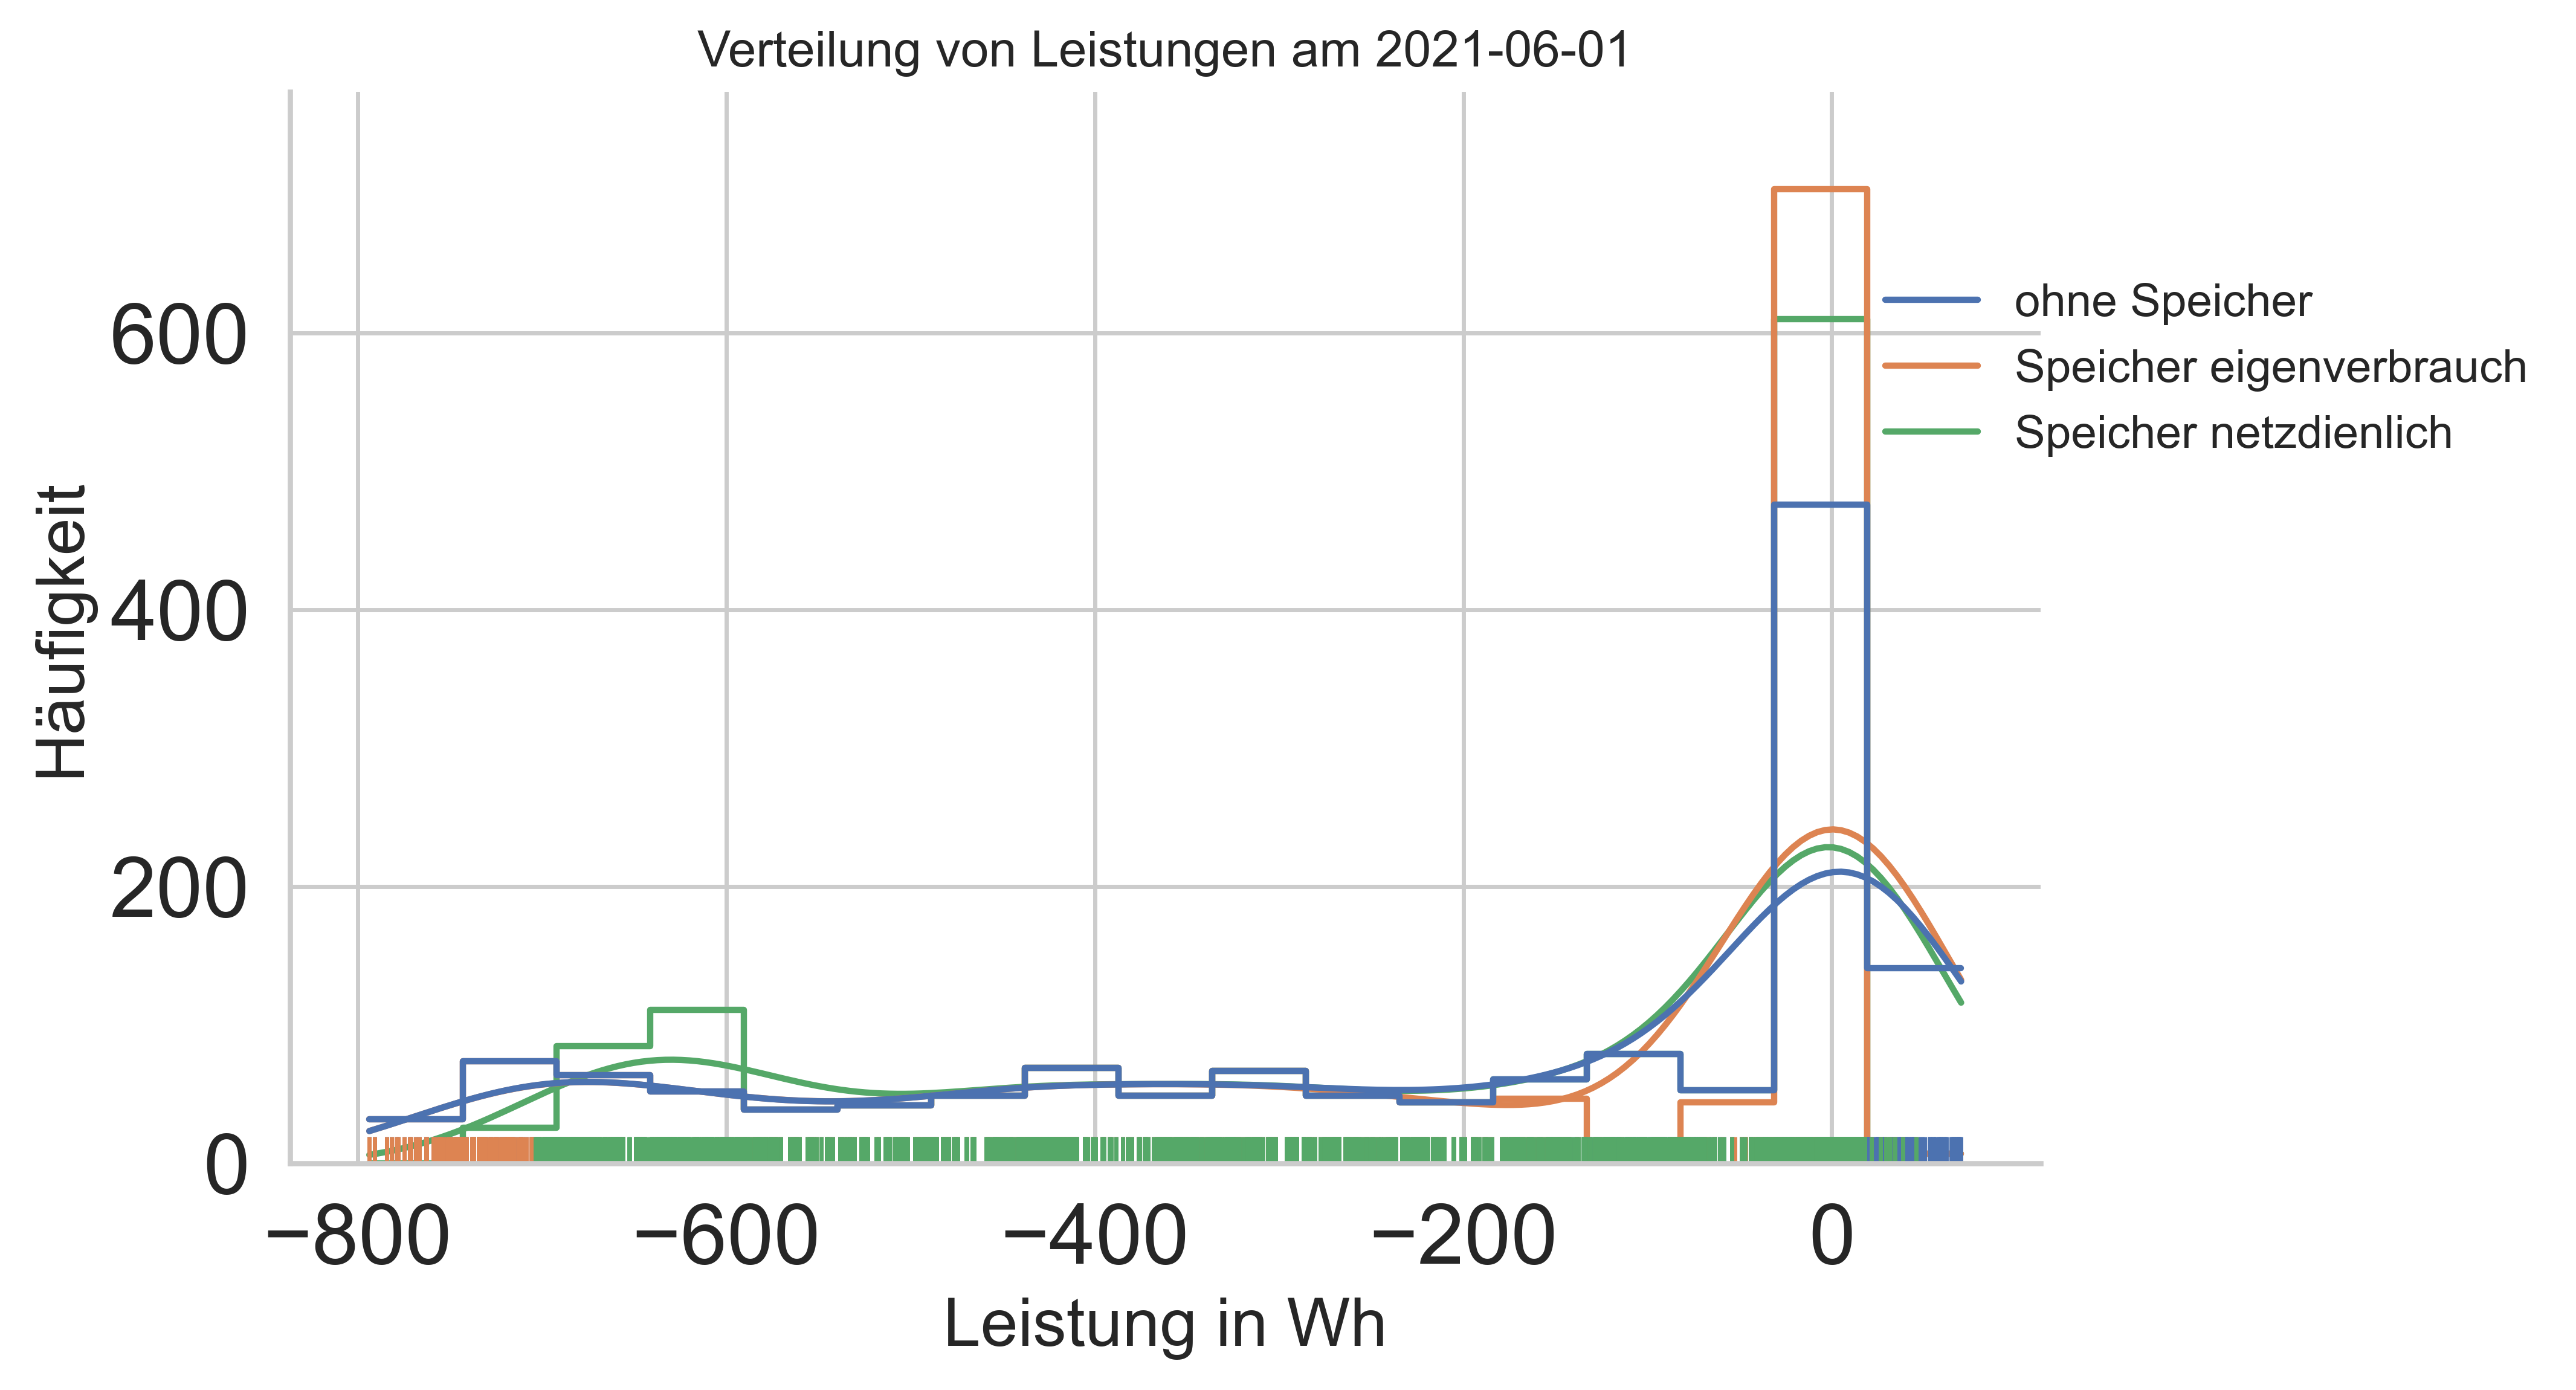 Verteilung von Leistungen am 2021-06-01
Häufigkeit
600
400
200
0
ohne Speicher
Speicher eigenverbrauch
Speicher netzdienlich
−800
−600
−400
−200
0
Leistung in Wh